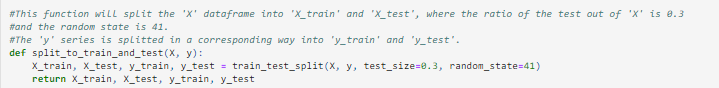 #This function will split the 'X' dataframe into 'X_train' and 'X_test', where the ratio of the test out of 'X' is 0.3
#and the random state is 41.
#The 'y' series is splitted in a corresponding way into 'y_train' and 'y_test'.
def split_to_train_and_test(X, y):
    X_train, X_test, y_train, y_test = train_test_split(X, y, test_size=0.3, random_state=41)
    return X_train, X_test, y_train, y_test